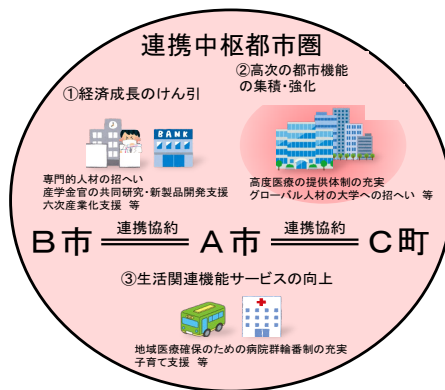 連携中枢都市圏
①経済成長のけん引
BANK
専門的人材の招へい
産学金官の共同研究・新製品開発支援
六次産業化支援 等
②高次の都市機能
の集積・強化
高度医療の提供体制の充実
グローバル人材の大学への招へい 等
B市 連携協約 A市 連携協約 C町
③生活関連機能サービスの向上
地域医療確保のための病院群輪番制の充実
子育て支援 等